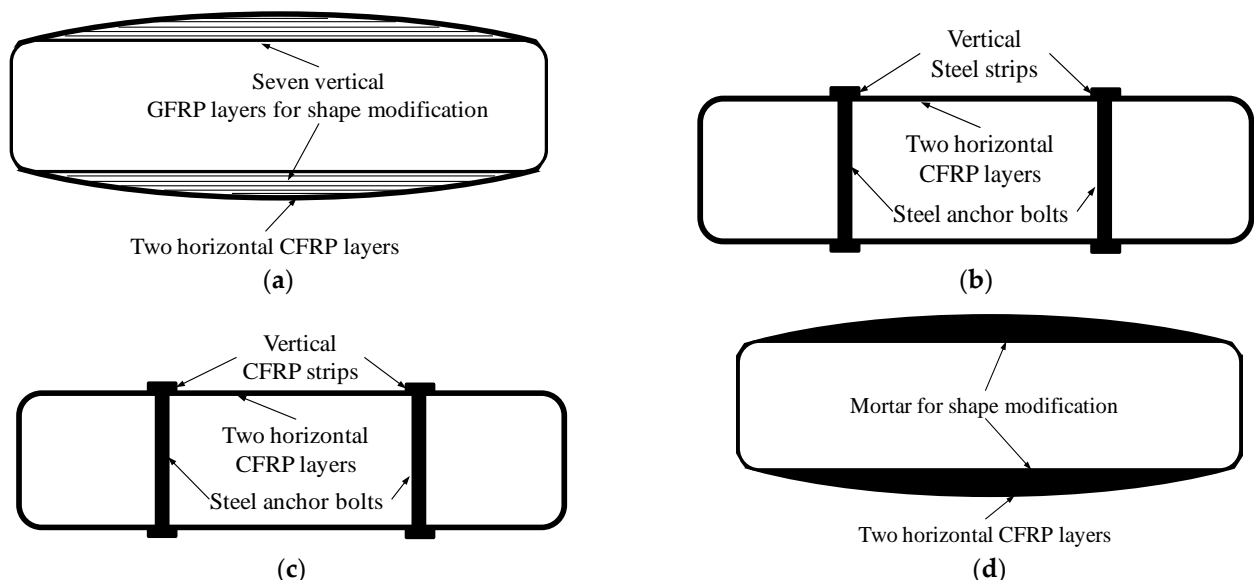 Seven vertical
GFRP layers for shape modification
Two horizontal CFRP layers
(a)
Vertical
Steel strips
Two horizontal
CFRP layers
Steel anchor bolts
(b)
Vertical
CFRP strips
Two horizontal
CFRP layers
Steel anchor bolts
(c)
Mortar for shape modification
Two horizontal CFRP layers
(d)